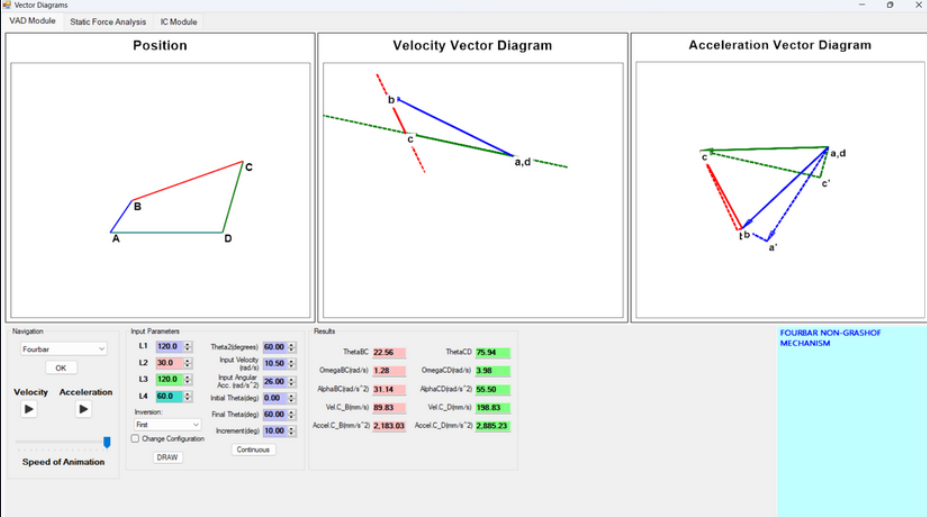 Vector Diagrams
VAD Module Static Force Analysis IC Module
Position
Velocity Vector Diagram
Acceleration Vector Diagram
A
B
C
D
b
c
a,d
c
a,d
c'
b
a'
Navigation
Fourbar
OK
Velocity Acceleration
Speed of Animation
Input Parameters
L1 120.0
L2 30.0
L3 120.0
L4 60.0
Inversion:
First
Change Configuration
DRAW
Theta2(degrees) 60.00
Input Velocity (rad/s) 10.50
Input Angular Acc. (rad/s^2) 26.00
Initial Theta(deg) 0.00
Final Theta(deg) 60.00
Increment(deg) 10.00
Continuous
Results
ThetaBC 22.56 ThetaCD 75.94
OmegaBC(rad/s) 1.28 OmegaCD(rad/s) 3.98
AlphaBC(rad/s^2) 31.14 AlphaCD(rad/s^2) 55.50
Vel.C_B(mm/s) 89.83 Vel.C_D(mm/s) 198.83
Accel.C_B(mm/s^2) 2,183.03 Accel.C_D(mm/s^2) 2,885.23
FOURBAR NON-GRASHOF
MECHANISM